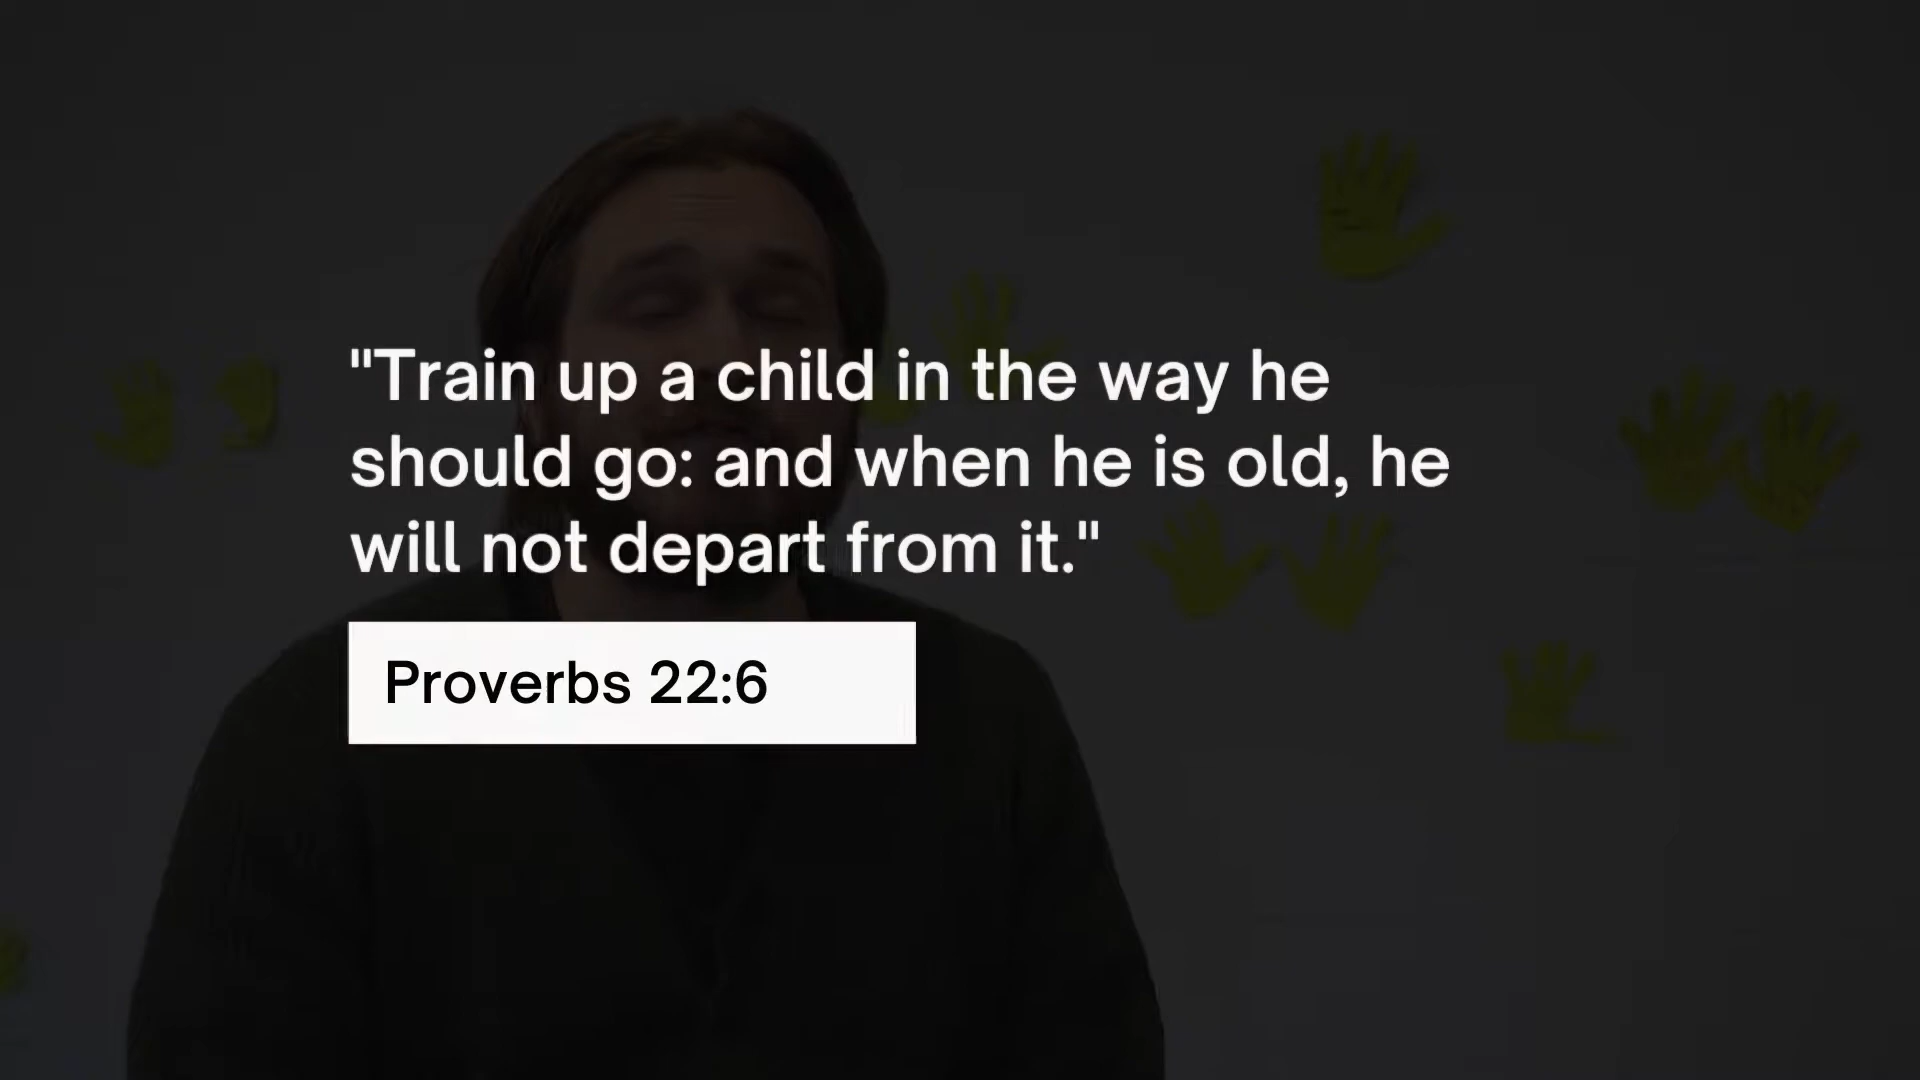 "Train up a child in the way he
should go: and when he is old, he
will not depart from it."
Proverbs 22:6